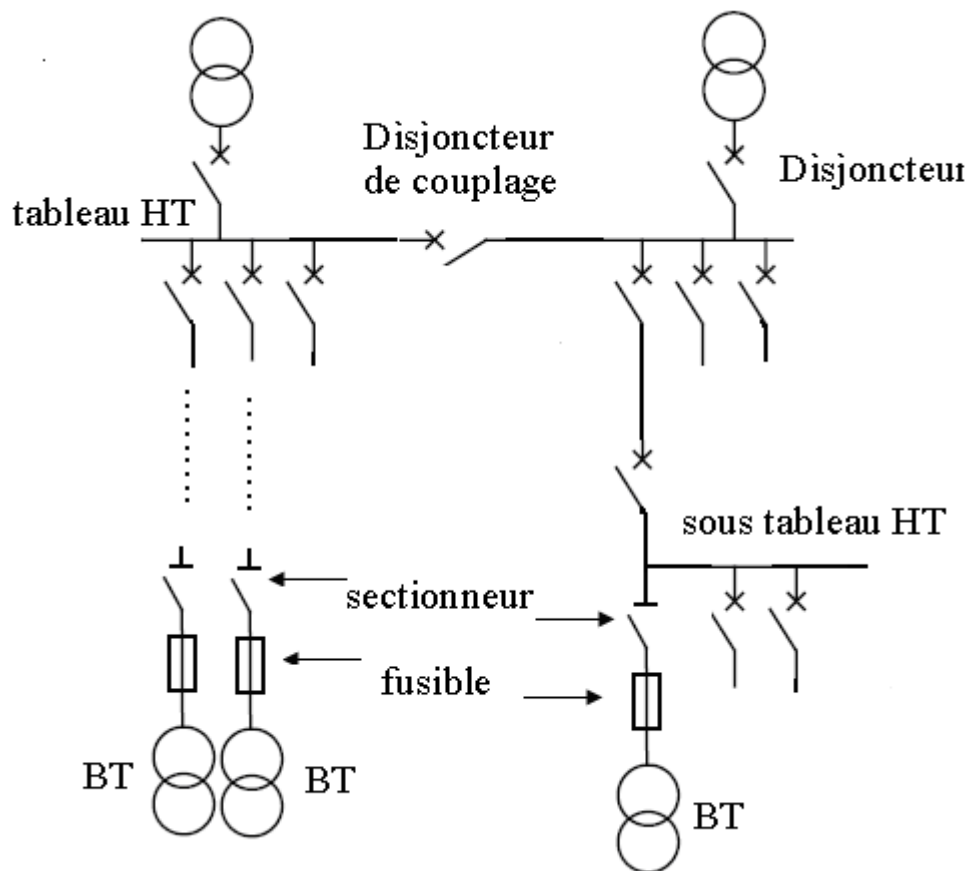 Disjoncteur
de couplage
Disjoncteur
tableau HT
sous tableau HT
sectionneur
fusible
BT
BT
BT